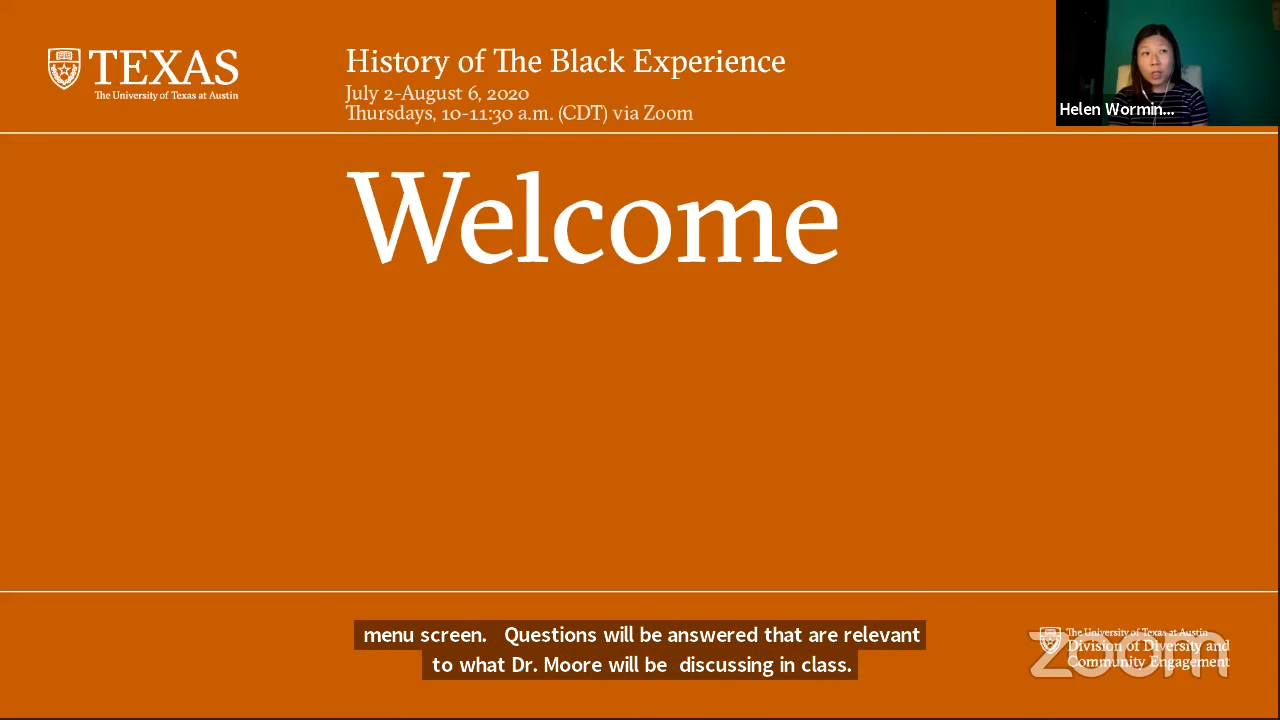 TEXAS
The University of Texas at Austin
History of The Black Experience
July 2-August 6, 2020
Thursdays, 10-11:30 a.m. (CDT) via Zoom
Helen Wormin...
Welcome
menu screen. Questions will be answered that are relevant
to what Dr. Moore will be discussing in class.
The University of Texas at Austin
Division of Diversity and
Community Engagement
zoom